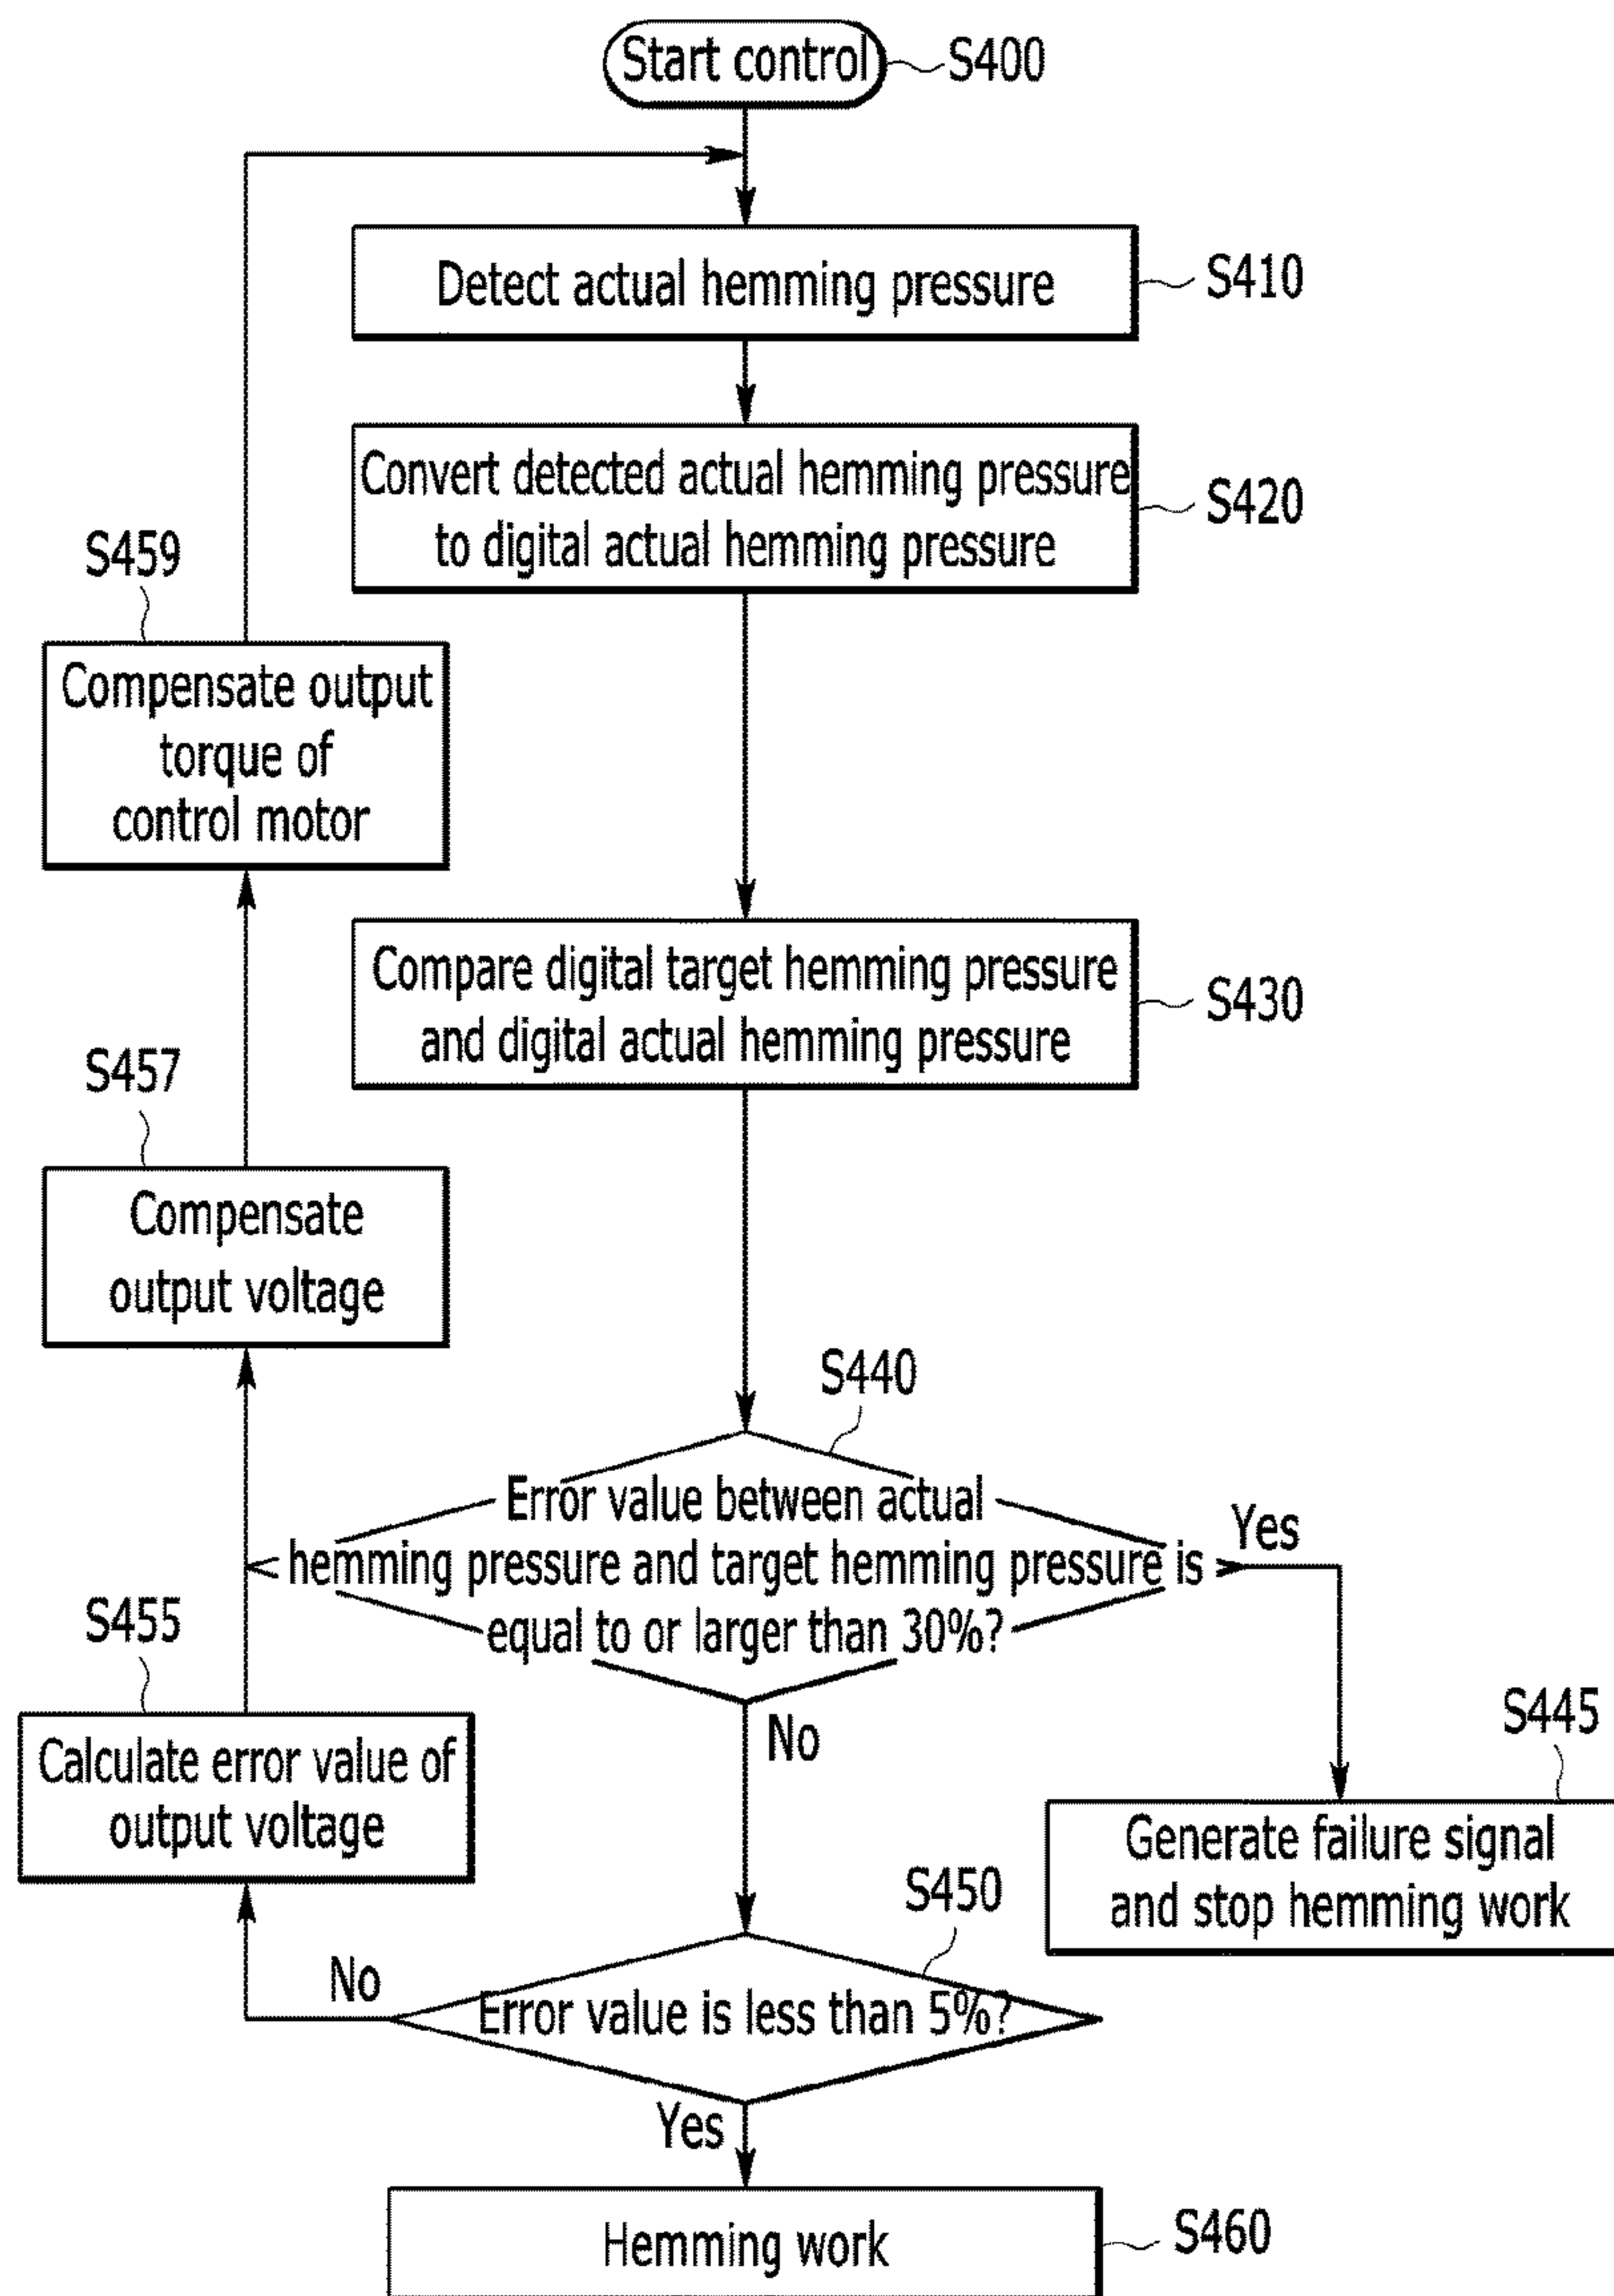 Start control
S400
Detect actual hemming pressure
S410
Convert detected actual hemming pressure
to digital actual hemming pressure
S420
S459
Compensate output
torque of
control motor
Compare digital target hemming pressure
and digital actual hemming pressure
S430
S457
Compensate
output voltage
S440
Error value between actual
hemming pressure and target hemming pressure is
equal to or larger than 30%?
Yes
No
S455
Calculate error value of
output voltage
S445
Generate failure signal
and stop hemming work
S450
Error value is less than 5%?
No
Yes
Hemming work
S460